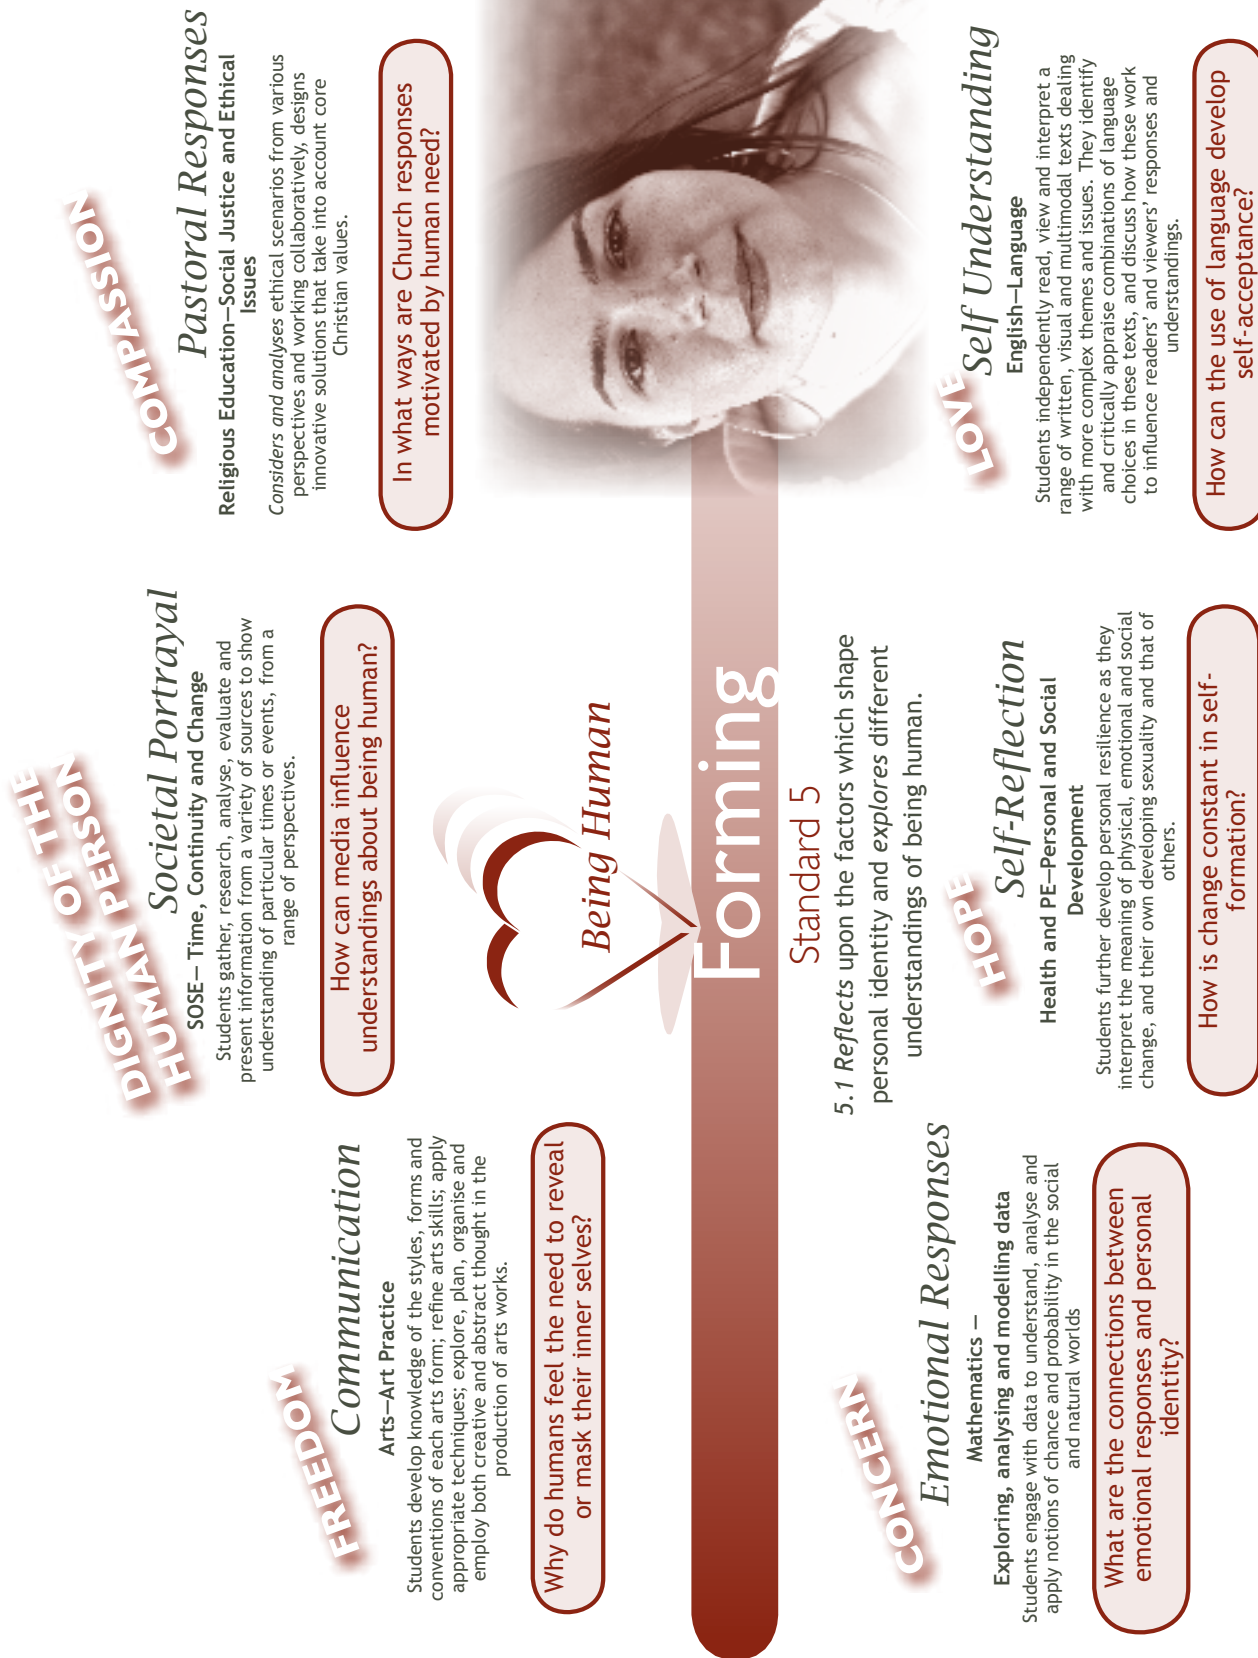 FREEDOM
Communication
Arts—Art Practice
Students develop knowledge of the styles, forms and
conventions of each arts form; refine arts skills; apply
appropriate techniques; explore, plan, organise and
employ both creative and abstract thought in the
production of arts works.
Why do humans feel the need to reveal
or mask their inner selves?
DIGNITY OF THE
HUMAN PERSON
Societal Portrayal
SOSE— Time, Continuity and Change
Students gather, research, analyse, evaluate and
present information from a variety of sources to show
understanding of particular times or events, from a
range of perspectives.
How can media influence
understandings about being human?
COMPASSION
Pastoral Responses
Religious Education—Social Justice and Ethical
Issues
Considers and analyses ethical scenarios from various
perspectives and working collaboratively, designs
innovative solutions that take into account core
Christian values.
In what ways are Church responses
motivated by human need?
Being Human
Forming
Standard 5
5.1 Reflects upon the factors which shape
personal identity and explores different
understandings of being human.
CONCERN
Emotional Responses
Mathematics —
Exploring, analysing and modelling data
Students engage with data to understand, analyse and
apply notions of chance and probability in the social
and natural worlds
What are the connections between
emotional responses and personal
identity?
HOPE
Self-Reflection
Health and PE—Personal and Social
Development
Students further develop personal resilience as they
interpret the meaning of physical, emotional and social
change, and their own developing sexuality and that of
others.
How is change constant in self-
formation?
LOVE
Self Understanding
English—Language
Students independently read, view and interpret a
range of written, visual and multimodal texts dealing
with more complex themes and issues. They identify
and critically appraise combinations of language
choices in these texts, and discuss how these work
to influence readers’ and viewers’ responses and
understandings.
How can the use of language develop
self-acceptance?